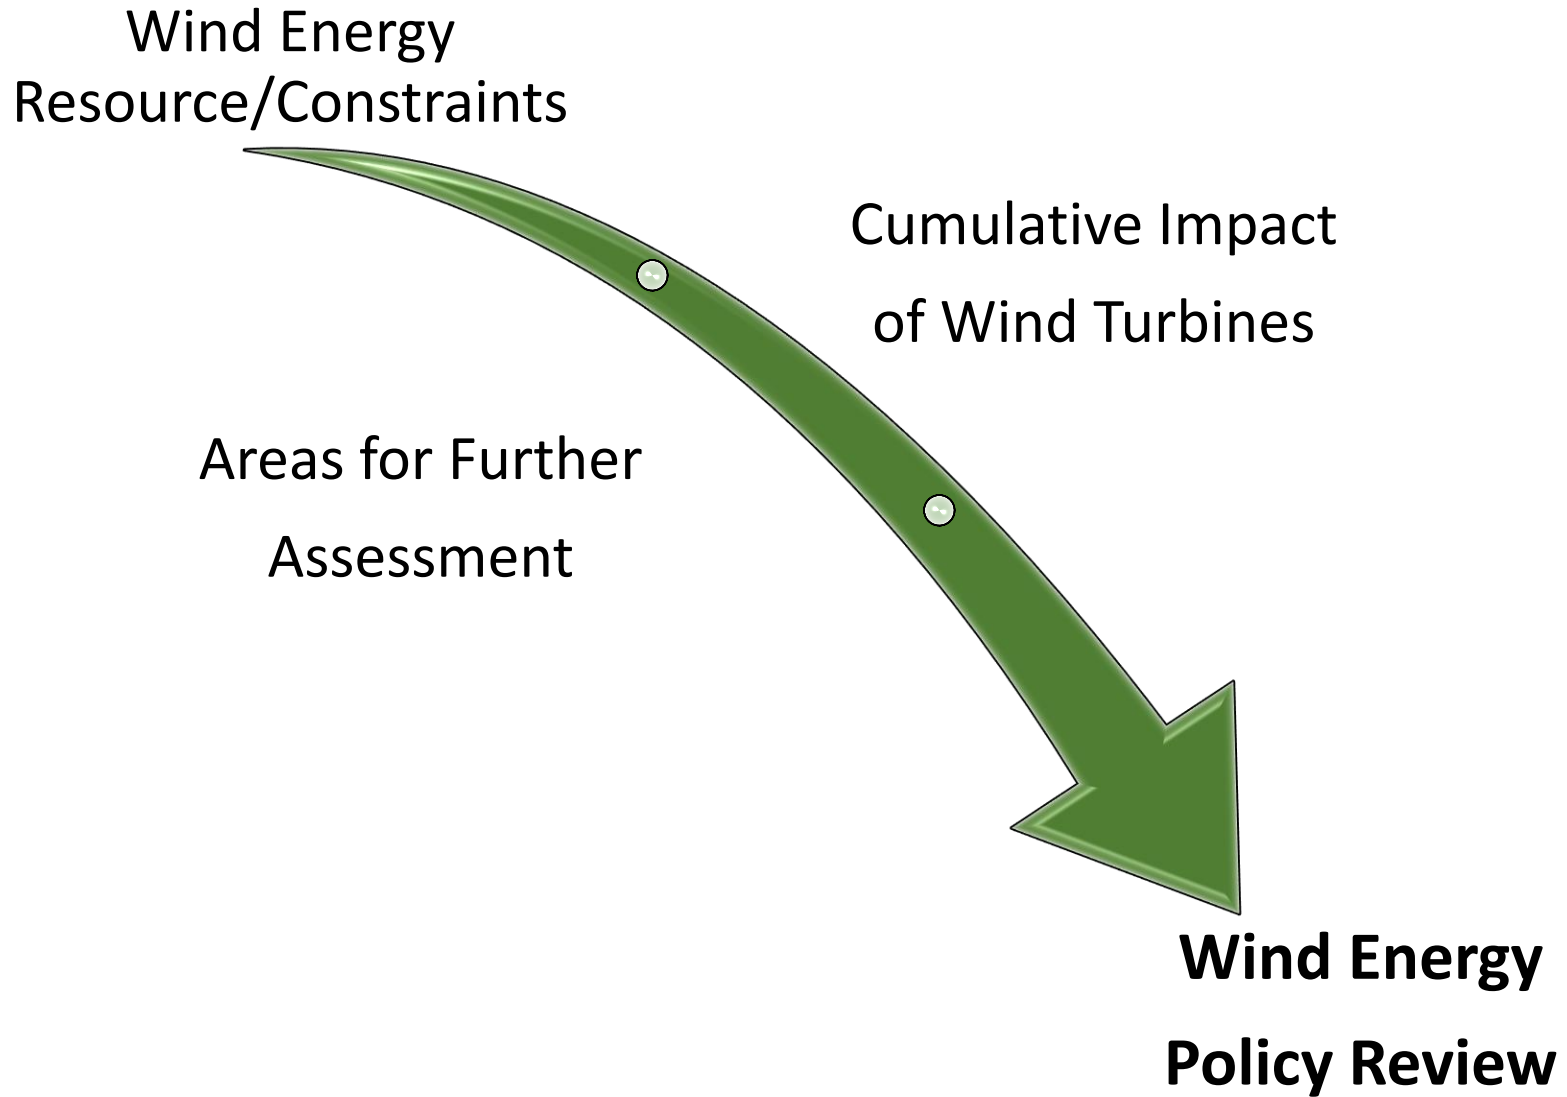 Wind Energy
Resource/Constraints
Cumulative Impact
of Wind Turbines
Areas for Further
Assessment
Wind Energy
Policy Review